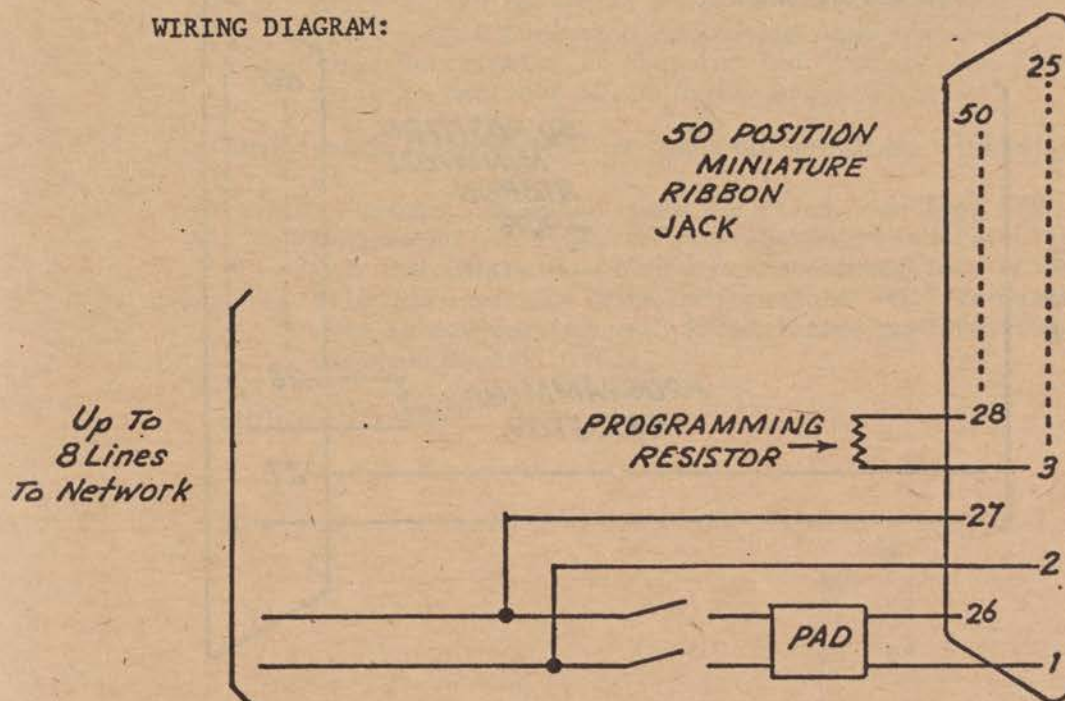 WIRING DIAGRAM:
25
50
50 POSITION
MINIATURE
RIBBON
JACK
28
PROGRAMMING
RESISTOR
3
Up To
8 Lines
To Network
27
2
26
PAD
1